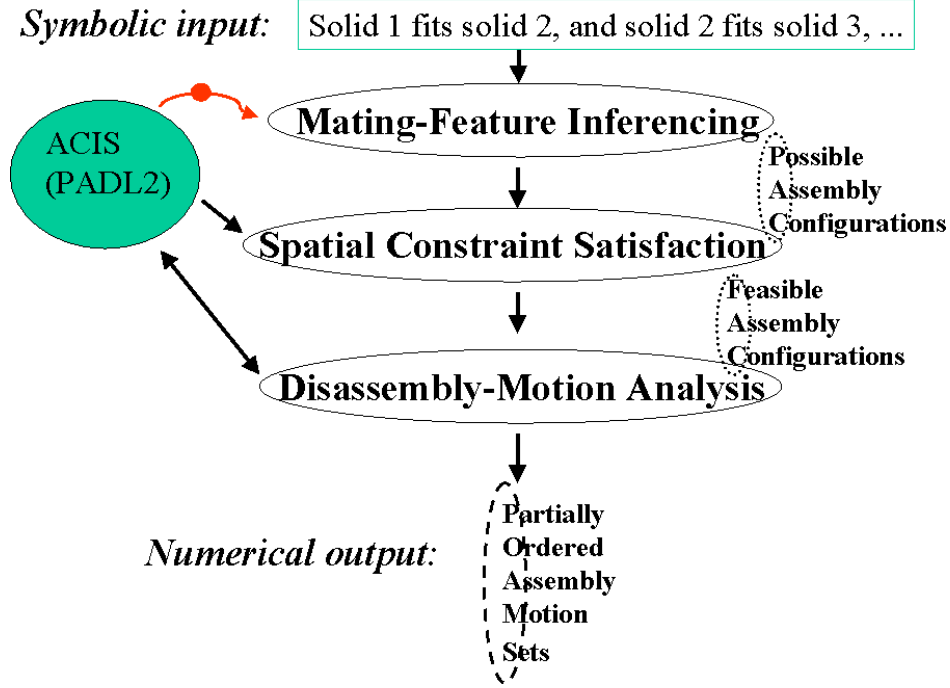 Symbolic input:
Solid 1 fits solid 2, and solid 2 fits solid 3, ...
Mating-Feature Inferencing
ACIS
(PADL2)
Possible
Assembly
Configurations
Spatial Constraint Satisfaction
Feasible
Assembly
Configurations
Disassembly-Motion Analysis
Numerical output:
Partially
Ordered
Assembly
Motion
Sets